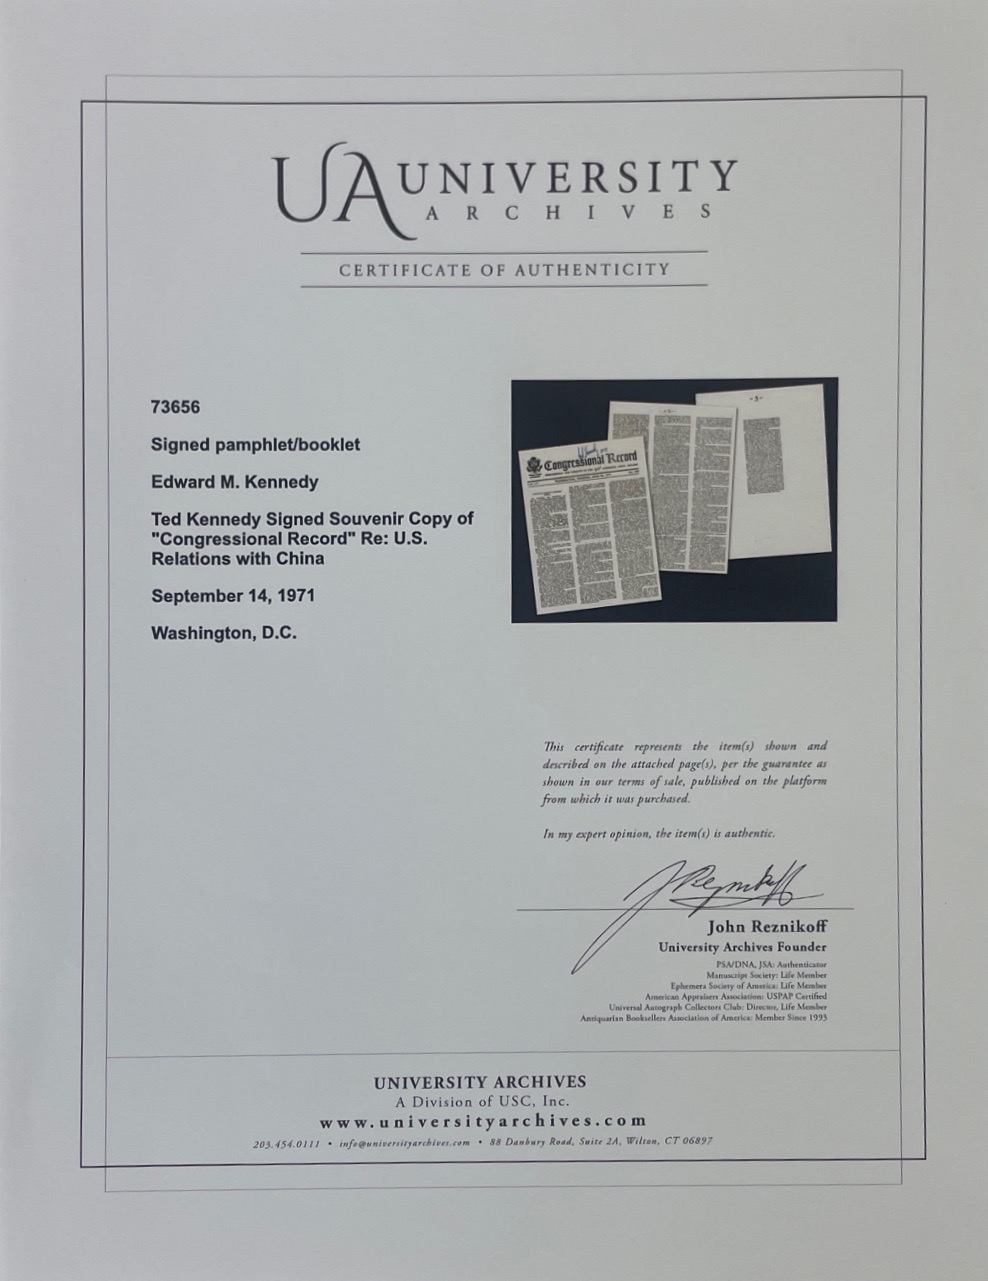 UA UNIVERSITY
ARCHIVES
CERTIFICATE OF AUTHENTICITY
73656
Signed pamphlet/booklet
Edward M. Kennedy
Ted Kennedy Signed Souvenir Copy of
"Congressional Record" Re: U.S.
Relations with China
September 14, 1971
Washington, D.C.
Congressional Record
-3-
This certificate represents the item(s) shown and
described on the attached page(s), per the guarantee as
shown in our terms of sale, published on the platform
from which it was purchased.
In my expert opinion, the item(s) is authentic.
J Reznikoff
John Reznikoff
University Archives Founder
PSA/DNA, JSA: Authenticator
Manuscript Society: Life Member
Ephemera Society of America: Life Member
American Appraisers Association: USPAP Certified
Universal Autograph Collectors Club: Director, Life Member
Antiquarian Booksellers Association of America: Member Since 1993
UNIVERSITY ARCHIVES
A Division of USC, Inc.
www.universityarchives.com
203.454.0111 • info@universityarchives.com • 88 Danbury Road, Suite 2A, Wilton, CT 06897